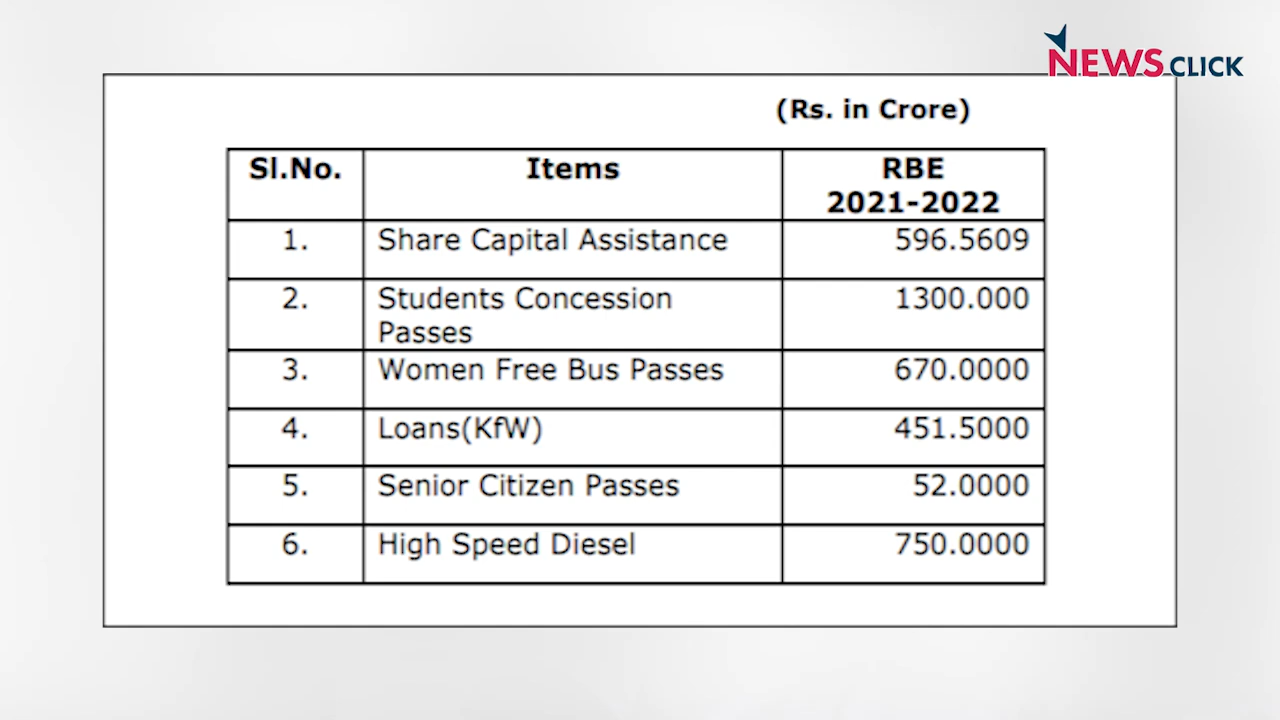 NEWSCLICK
(Rs. in Crore)
Sl.No. Items RBE
2021-2022
1. Share Capital Assistance 596.5609
2. Students Concession 1300.000
Passes
3. Women Free Bus Passes 670.0000
4. Loans(KfW) 451.5000
5. Senior Citizen Passes 52.0000
6. High Speed Diesel 750.0000